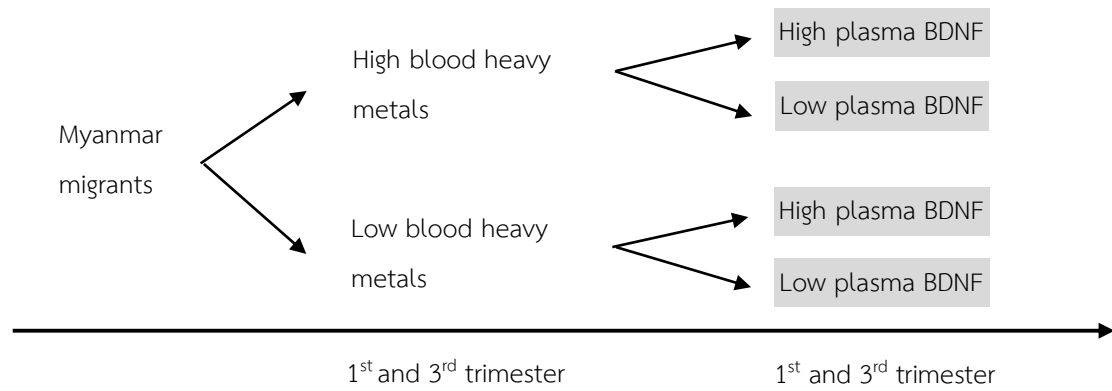 Myanmar
migrants
High blood heavy
metals
High plasma BDNF
Low plasma BDNF
Low blood heavy
metals
High plasma BDNF
Low plasma BDNF
1st and 3rd trimester
1st and 3rd trimester